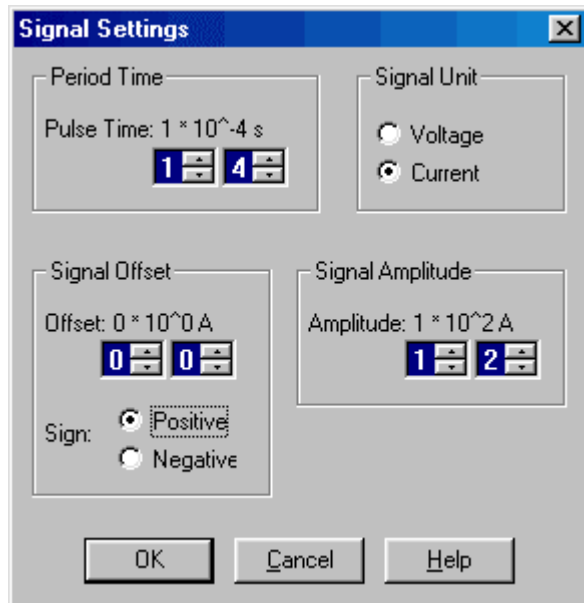 Signal Settings
Period Time
Pulse Time: 1 * 10^-4 s
1 4
Signal Unit
Voltage
Current
Signal Offset
Offset: 0 * 10^0 A
0 0
Sign:
Positive
Negative
Signal Amplitude
Amplitude: 1 * 10^2 A
1 2
OK
Cancel
Help